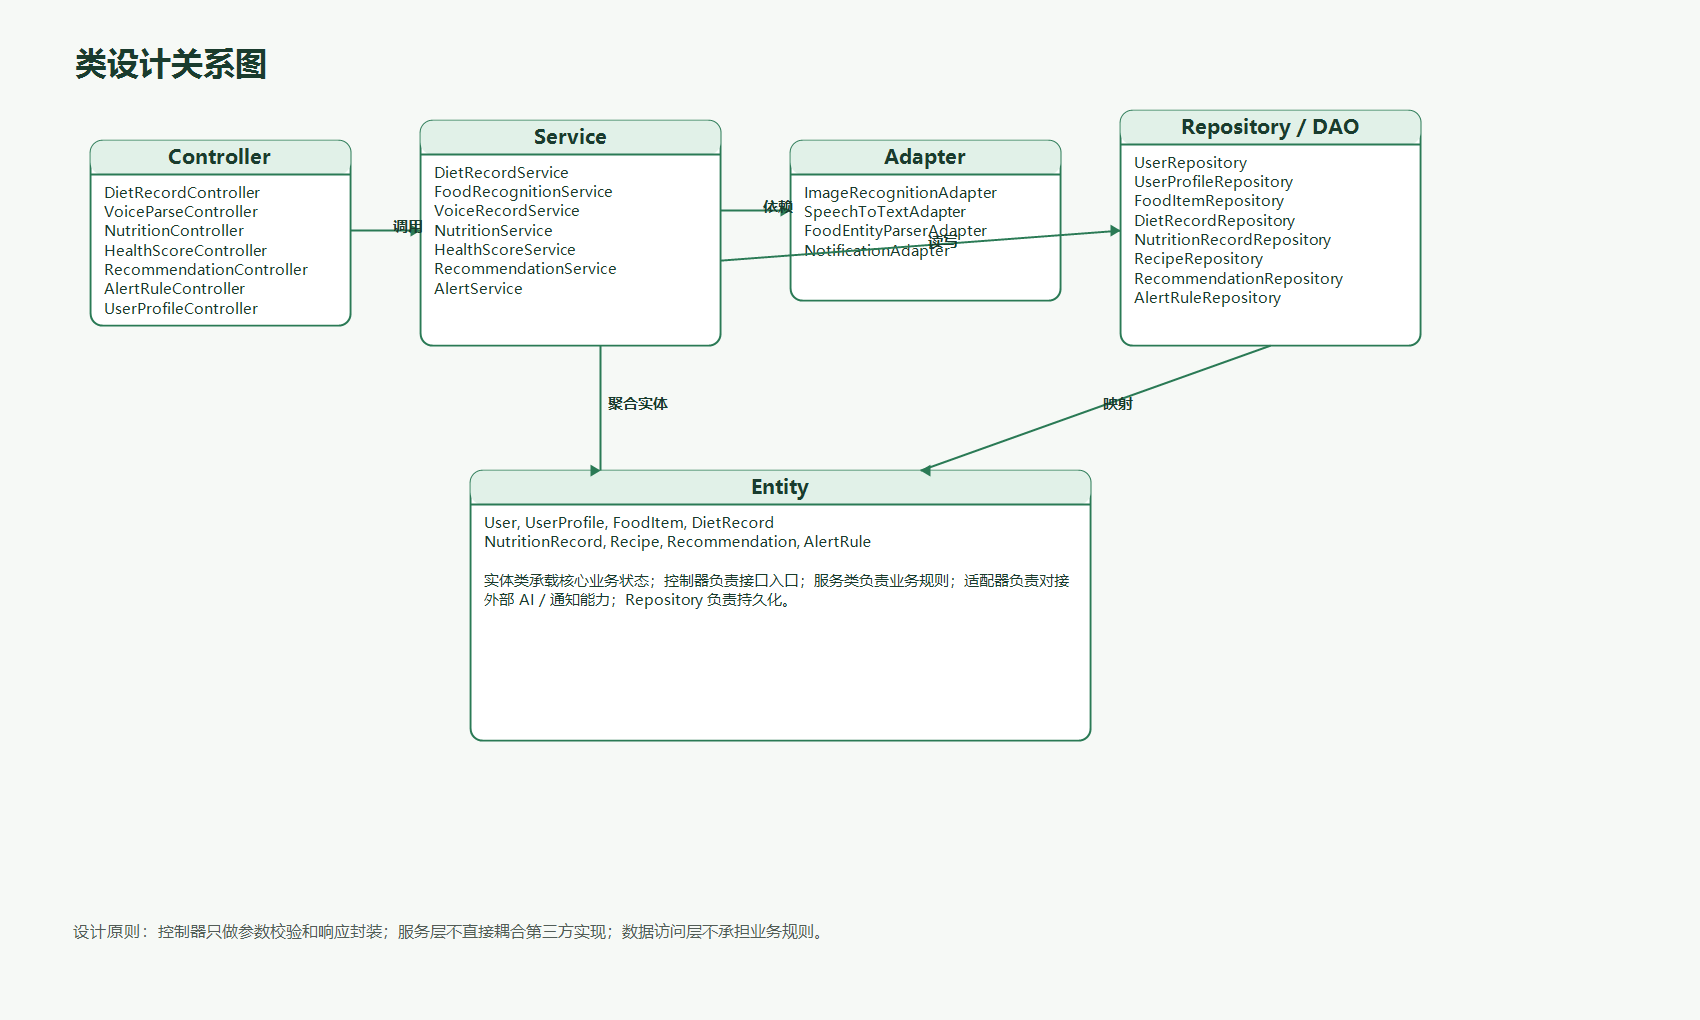 类设计关系图
Controller
DietRecordController
VoiceParseController
NutritionController
HealthScoreController
RecommendationController
AlertRuleController
UserProfileController
调用
Service
DietRecordService
FoodRecognitionService
VoiceRecordService
NutritionService
HealthScoreService
RecommendationService
AlertService
依赖
Adapter
ImageRecognitionAdapter
SpeechToTextAdapter
FoodEntityParserAdapter
NotificationAdapter
读写
Repository / DAO
UserRepository
UserProfileRepository
FoodItemRepository
DietRecordRepository
NutritionRecordRepository
RecipeRepository
RecommendationRepository
AlertRuleRepository
聚合实体
映射
Entity
User, UserProfile, FoodItem, DietRecord
NutritionRecord, Recipe, Recommendation, AlertRule
实体类承载核心业务状态；控制器负责接口入口；服务类负责业务规则；适配器负责对接
外部 AI / 通知能力；Repository 负责持久化。
设计原则：控制器只做参数校验和响应封装；服务层不直接耦合第三方实现；数据访问层不承担业务规则。